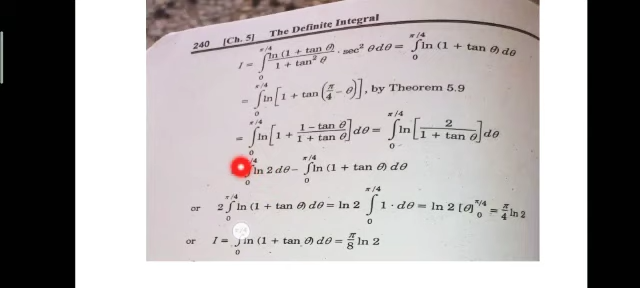 240 [Ch. 5] The Definite Integral
I = ∫₀^{π/4} ln (1 + tan θ) / 1 + tan² θ · sec² θ dθ = ∫₀^{π/4} ln (1 + tan θ) dθ
= ∫₀^{π/4} ln [1 + tan (π/4 − θ)], by Theorem 5.9
= ∫₀^{π/4} ln [1 + (1 − tan θ)/(1 + tan θ)] dθ = ∫₀^{π/4} ln [2/(1 + tan θ)] dθ
∫₀^{/4} ln 2 dθ − ∫₀^{π/4} ln (1 + tan θ) dθ
or 2 ∫₀^{π/4} ln (1 + tan θ) dθ = ln 2 ∫₀^{π/4} 1 · dθ = ln 2 [θ]₀^{π/4} = π/4 ln 2
or I = ∫₀^{π/4} ln (1 + tan θ) dθ = π/8 ln 2